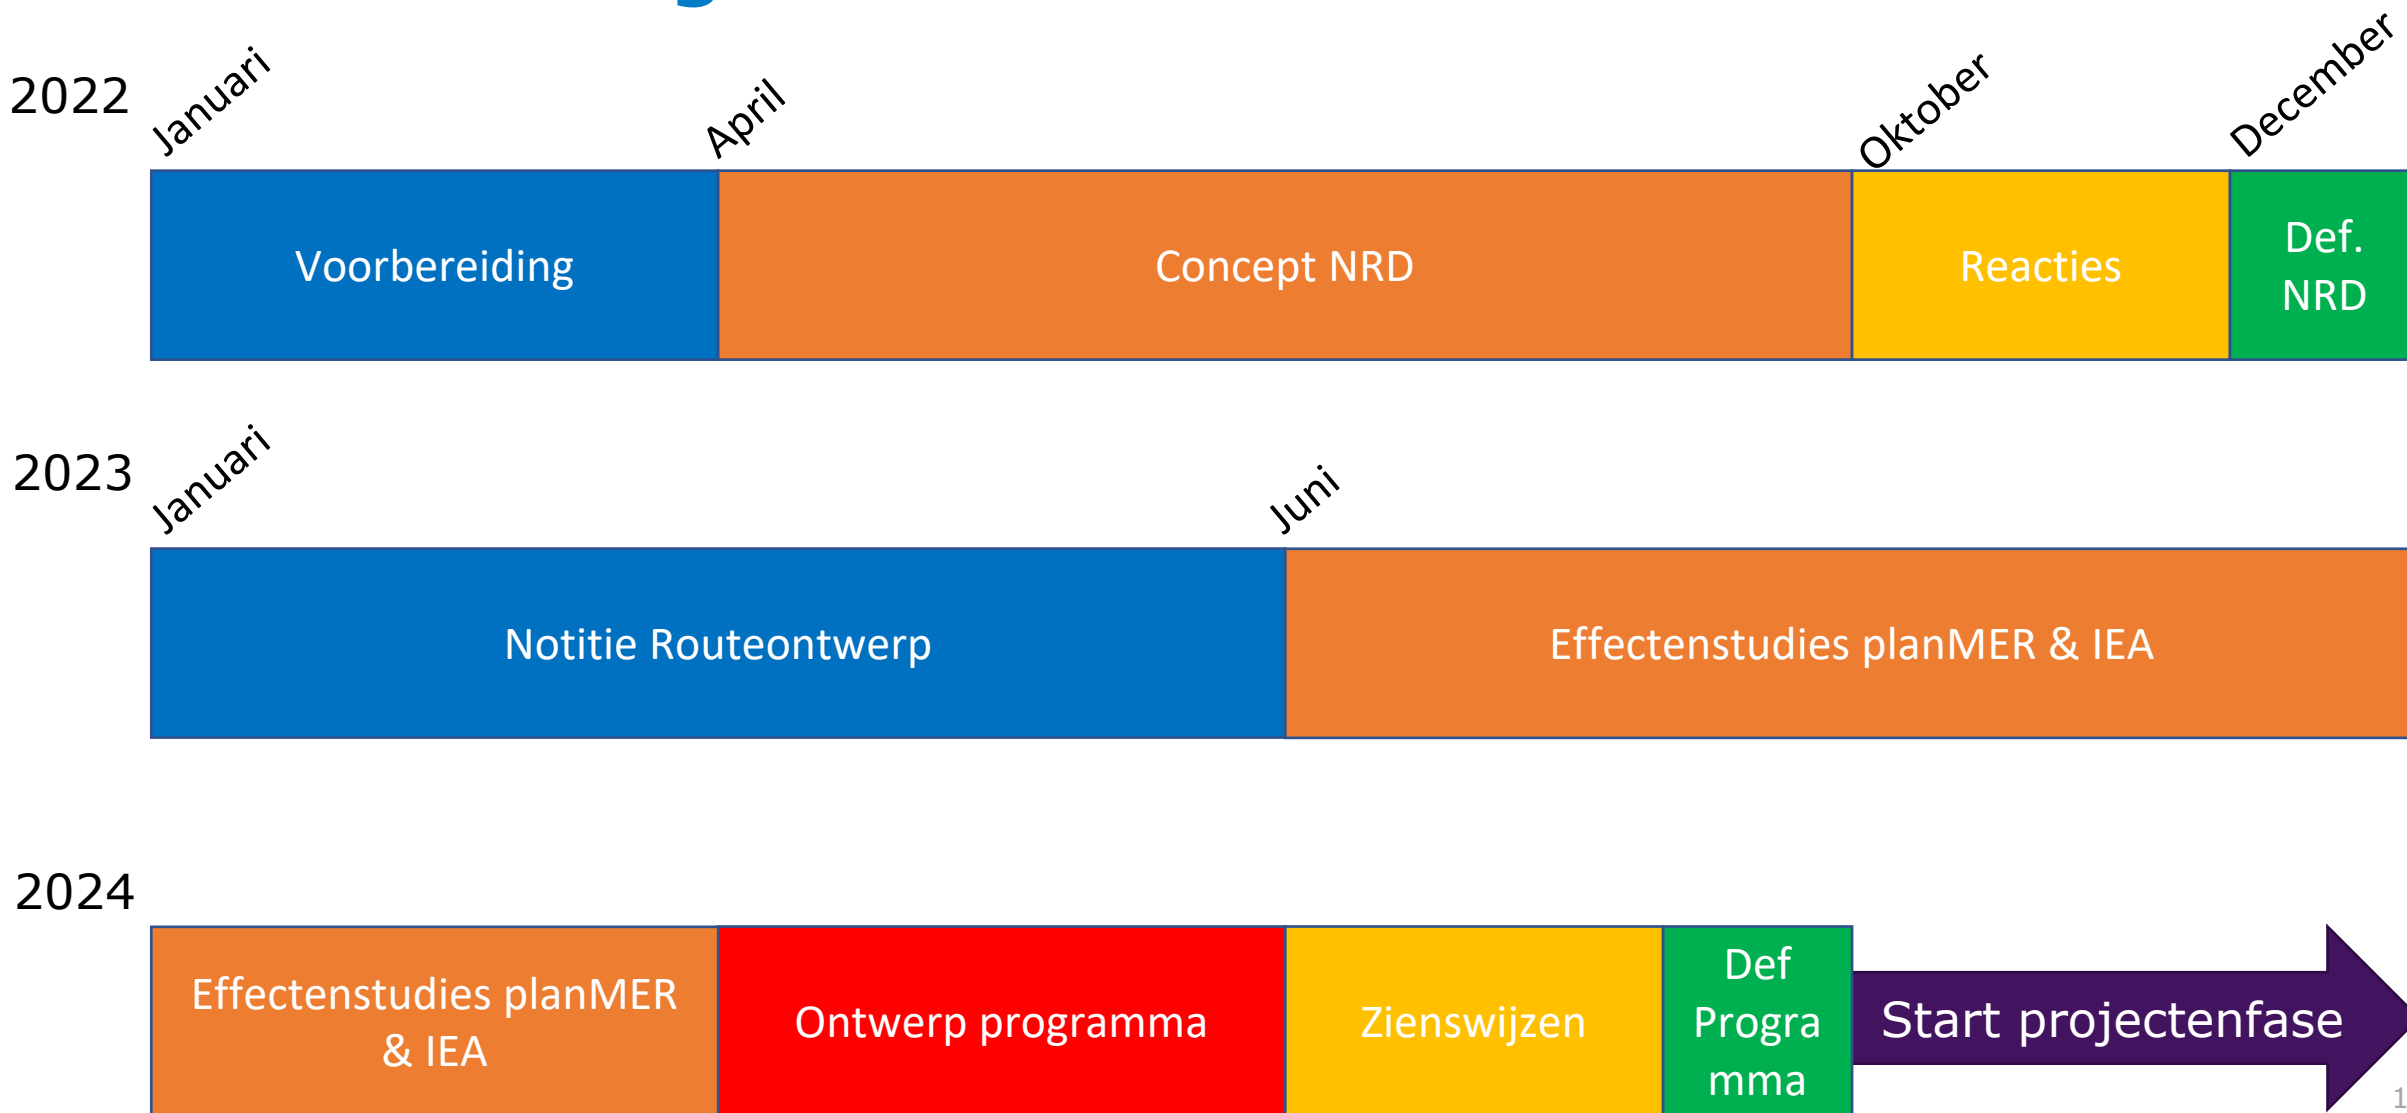 2022
Januari
April
Oktober
December
Voorbereiding
Concept NRD
Reacties
Def.
NRD
2023
Januari
Juni
Notitie Routeontwerp
Effectenstudies planMER & IEA
2024
Effectenstudies planMER
& IEA
Ontwerp programma
Zienswijzen
Def
Progra
mma
Start projectenfase